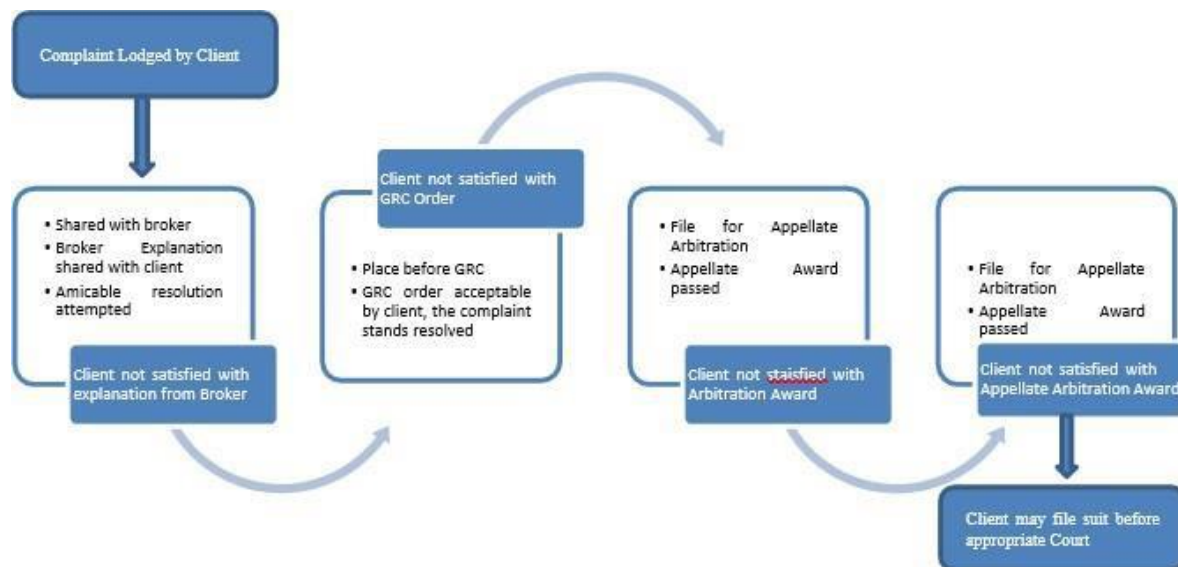 Complaint Lodged by Client
• Shared with broker
• Broker Explanation
shared with client
• Amicable resolution
attempted
Client not satisfied with
explanation from Broker
Client not satisfied with
GRC Order
• Place before GRC
• GRC order acceptable
by client, the complaint
stands resolved
• File for Appellate
Arbitration
• Appellate Award
passed
Client not staisfied with
Arbitration Award
• File for Appellate
Arbitration
• Appellate Award
passed
Client not satisfied with
Appellate Arbitration Award
Client may file suit before
appropriate Court